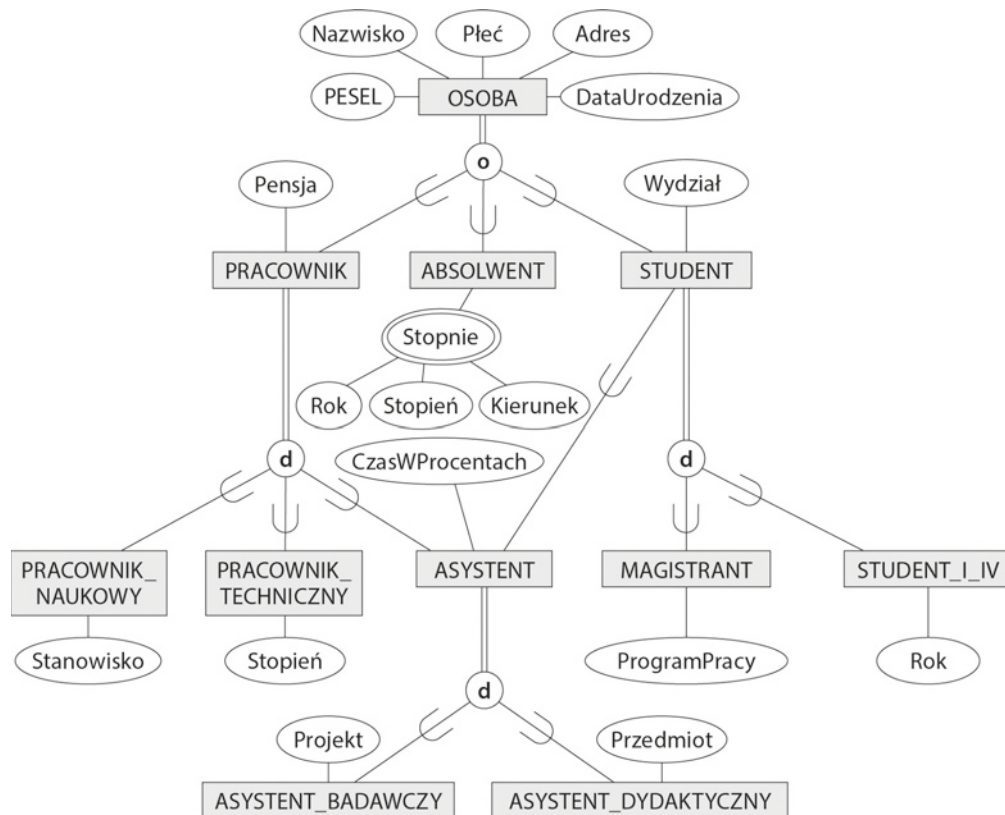 Nazwisko
Płeć
Adres
PESEL
OSOBA
DataUrodzenia
o
Pensja
Wydział
PRACOWNIK
ABSOLWENT
STUDENT
Stopnie
Rok
Stopień
Kierunek
d
CzasWProcentach
d
PRACOWNIK_
NAUKOWY
PRACOWNIK_
TECHNICZNY
ASYSTENT
MAGISTRANT
STUDENT_I_IV
Stanowisko
Stopień
ProgramPracy
Rok
d
Projekt
Przedmiot
ASYSTENT_BADAWCZY
ASYSTENT_DYDAKTYCZNY